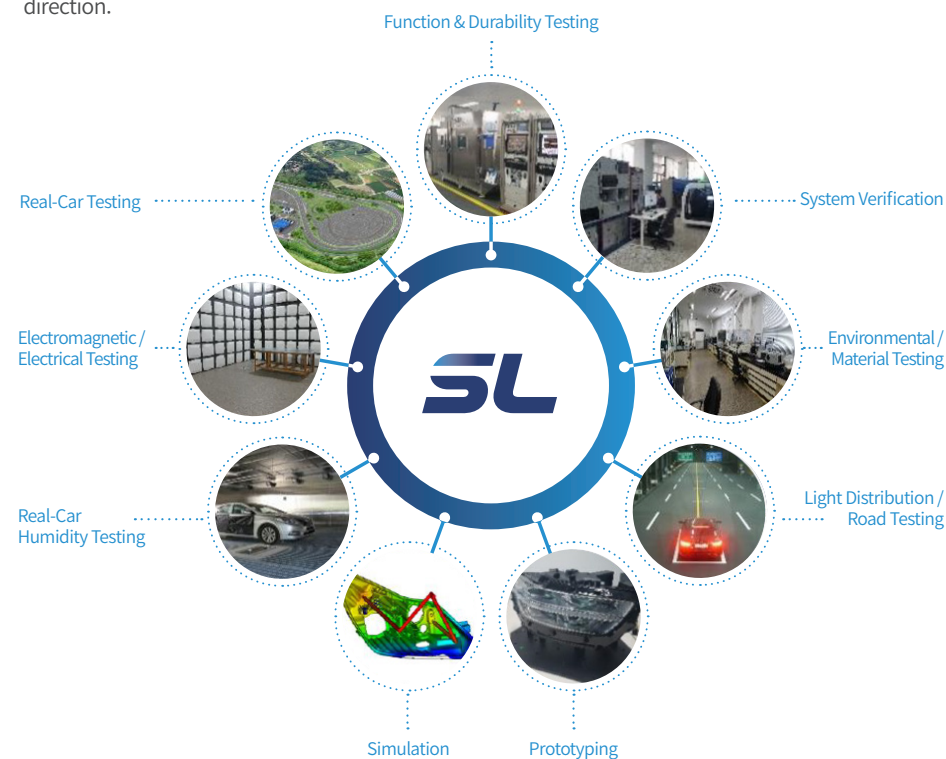 direction.
Function & Durability Testing
Real-Car Testing
System Verification
Electromagnetic /
Electrical Testing
Environmental /
Material Testing
SL
Light Distribution /
Road Testing
Real-Car
Humidity Testing
Simulation
Prototyping